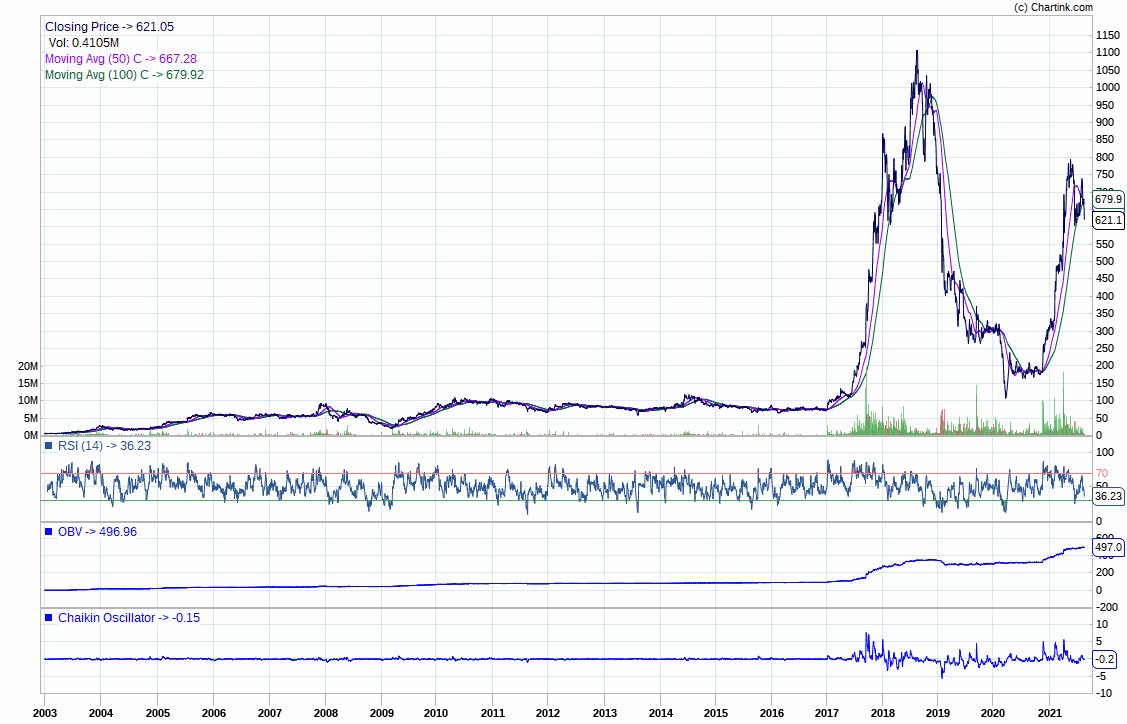 (c) Chartink.com
Closing Price -> 621.05
Vol: 0.4105M
Moving Avg (50) C -> 667.28
Moving Avg (100) C -> 679.92
1150
1100
1050
1000
950
900
850
800
750
679.9
621.1
550
500
450
400
350
300
250
200
150
100
50
0
20M
15M
10M
5M
0M
RSI (14) -> 36.23
100
70
50
36.23
0
OBV -> 496.96
600
497.0
200
0
-200
Chaikin Oscillator -> -0.15
10
5
-0.2
-5
-10
2003 2004 2005 2006 2007 2008 2009 2010 2011 2012 2013 2014 2015 2016 2017 2018 2019 2020 2021